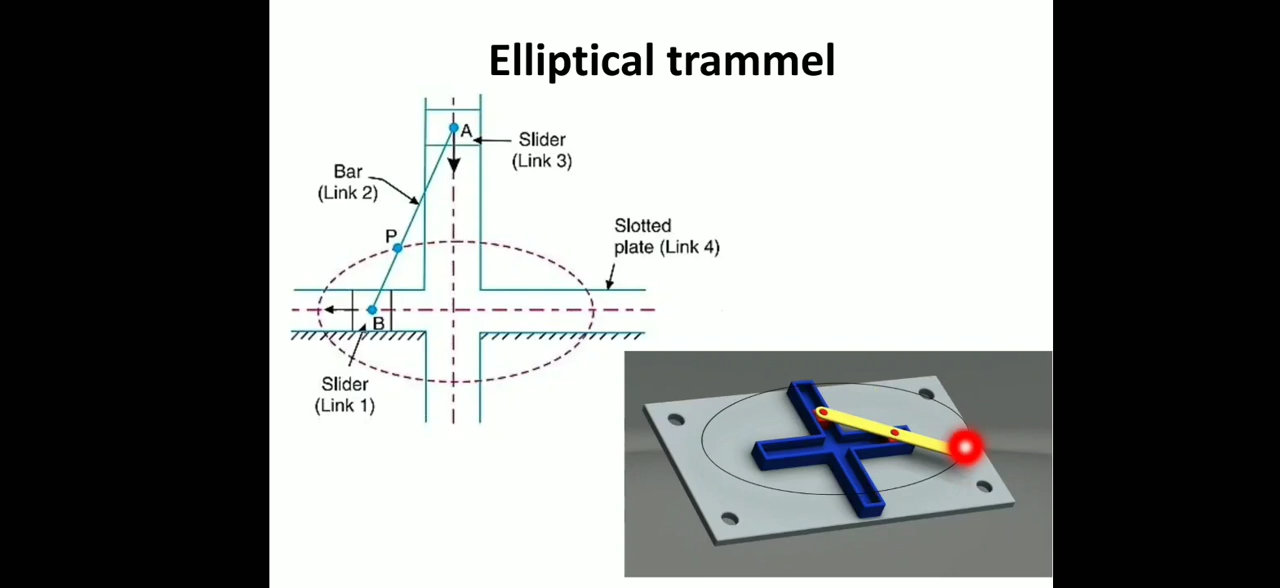 Elliptical trammel
A
Slider
(Link 3)
Bar
(Link 2)
P
Slotted
plate (Link 4)
B
Slider
(Link 1)